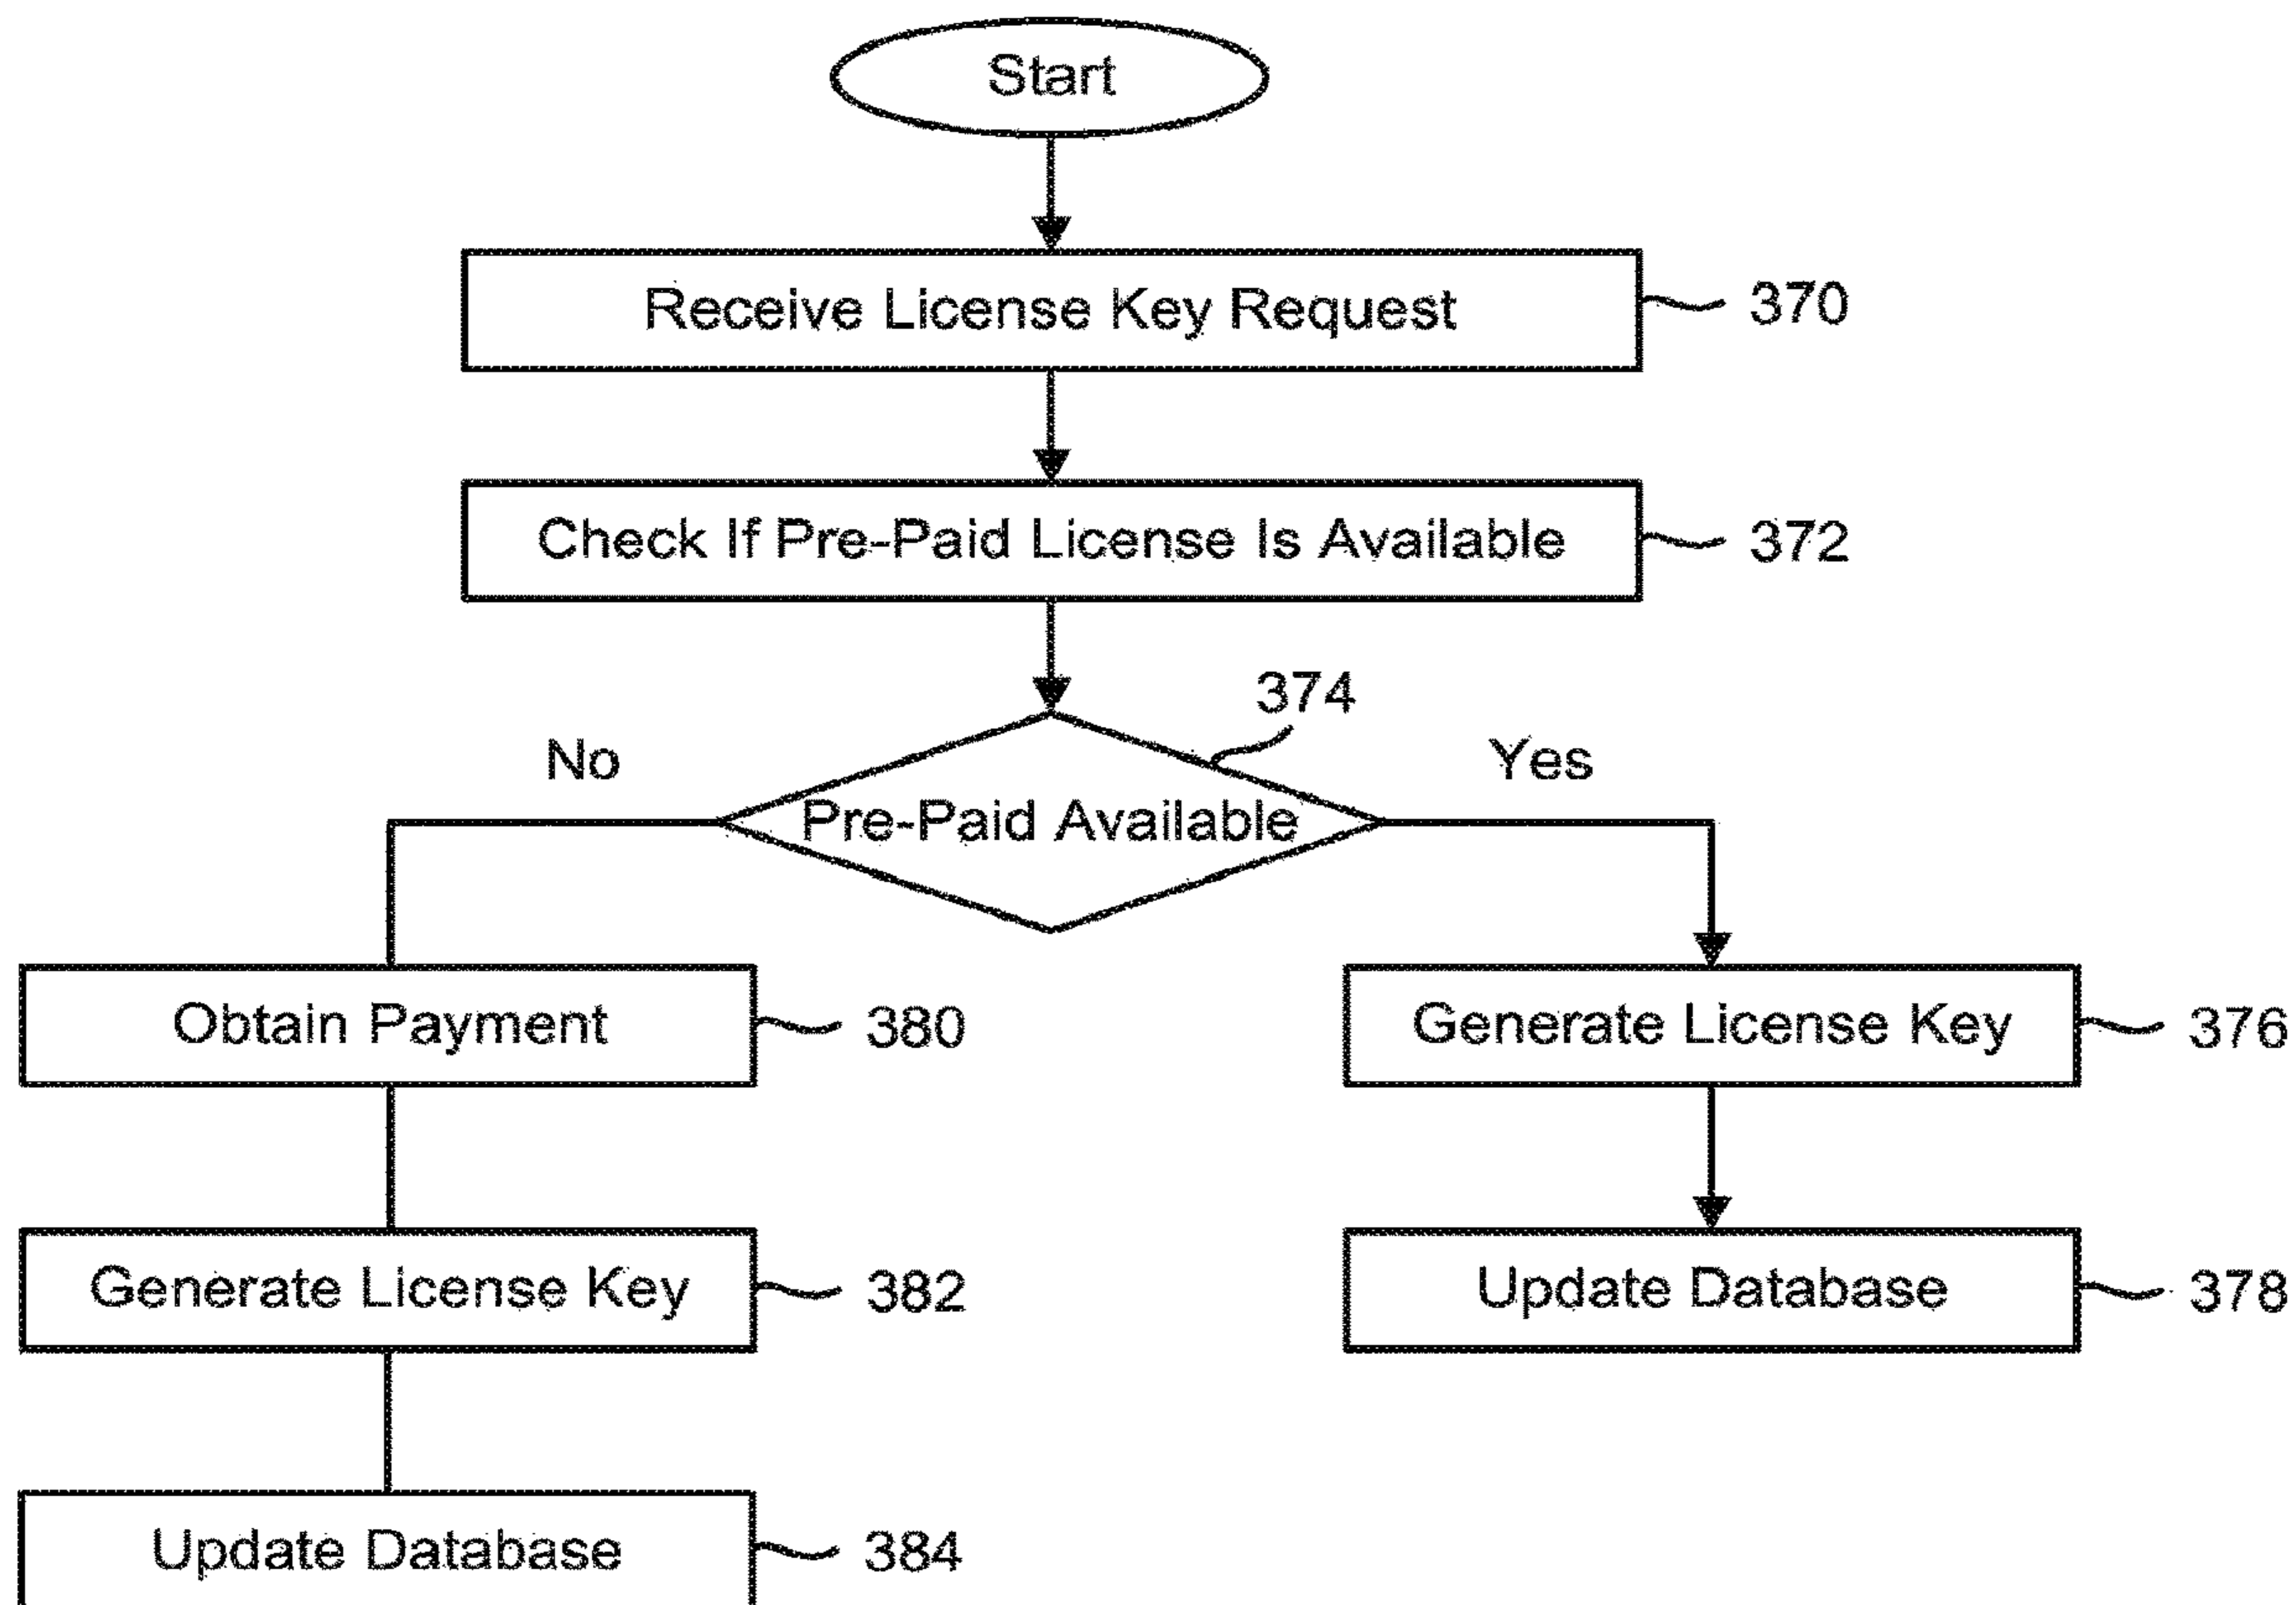 Start
Receive License Key Request
370
Check If Pre-Paid License Is Available
372
374
No
Yes
Pre-Paid Available
Obtain Payment
380
Generate License Key
376
Generate License Key
382
Update Database
378
Update Database
384